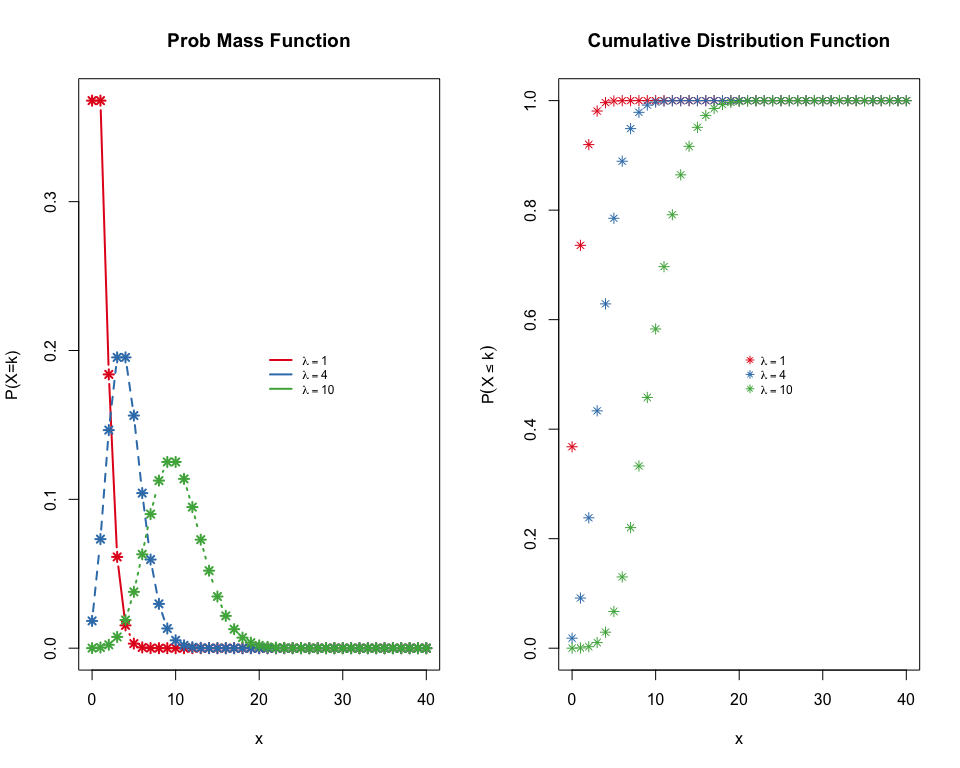 Prob Mass Function
P(X=k)
0.3
0.2
0.1
0.0
λ = 1
λ = 4
λ = 10
0 10 20 30 40
x
Cumulative Distribution Function
P(X ≤ k)
1.0
0.8
0.6
0.4
0.2
0.0
λ = 1
λ = 4
λ = 10
0 10 20 30 40
x